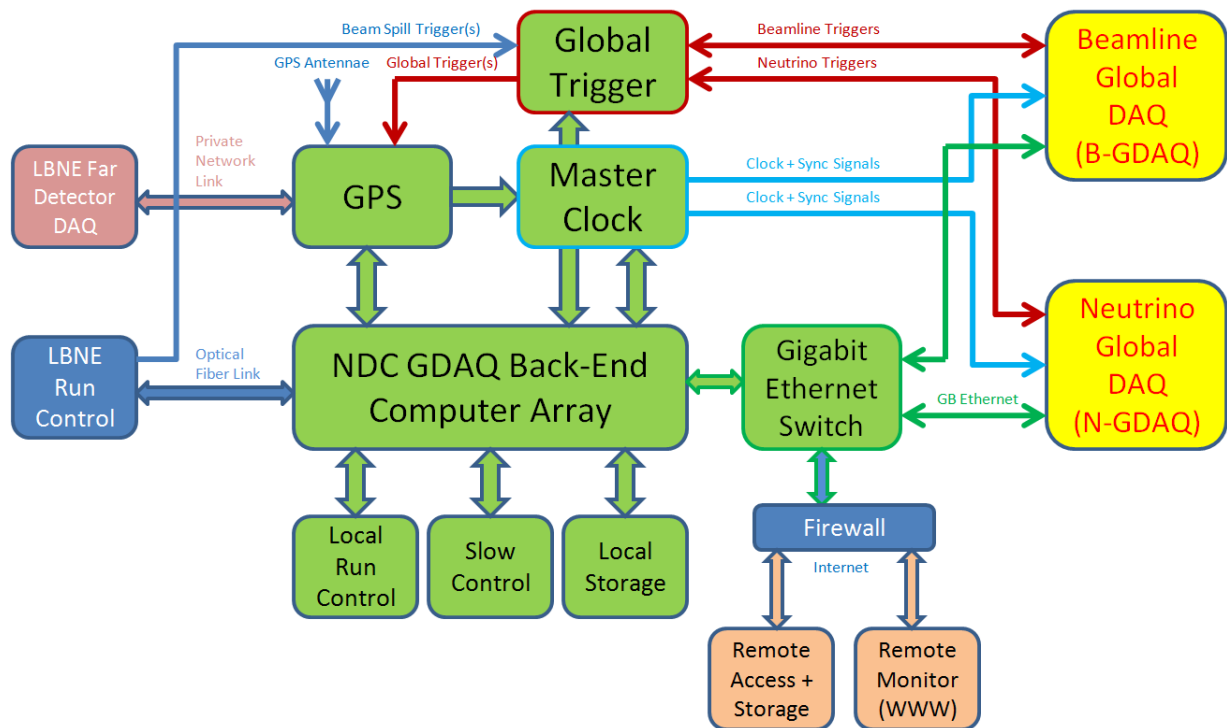 Beam Spill Trigger(s)
GPS Antennae
Global Trigger(s)
Global
Trigger
Beamline Triggers
Neutrino Triggers
Beamline
Global
DAQ
(B-GDAQ)
LBNE Far
Detector
DAQ
Private
Network
Link
GPS
Master
Clock
Clock + Sync Signals
Clock + Sync Signals
LBNE
Run
Control
Optical
Fiber Link
NDC GDAQ Back-End
Computer Array
Gigabit
Ethernet
Switch
GB Ethernet
Neutrino
Global
DAQ
(N-GDAQ)
Local
Run
Control
Slow
Control
Local
Storage
Firewall
Internet
Remote
Access +
Storage
Remote
Monitor
(WWW)